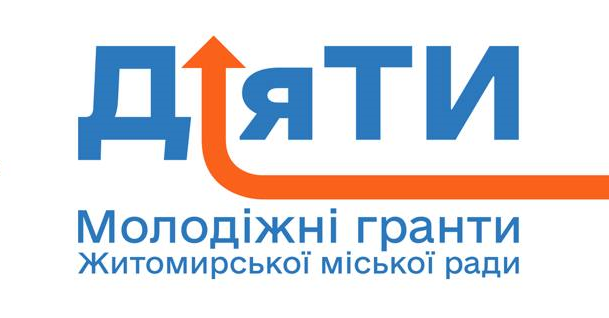 ДіяТИ
Молодіжні гранти
Житомирської міської ради